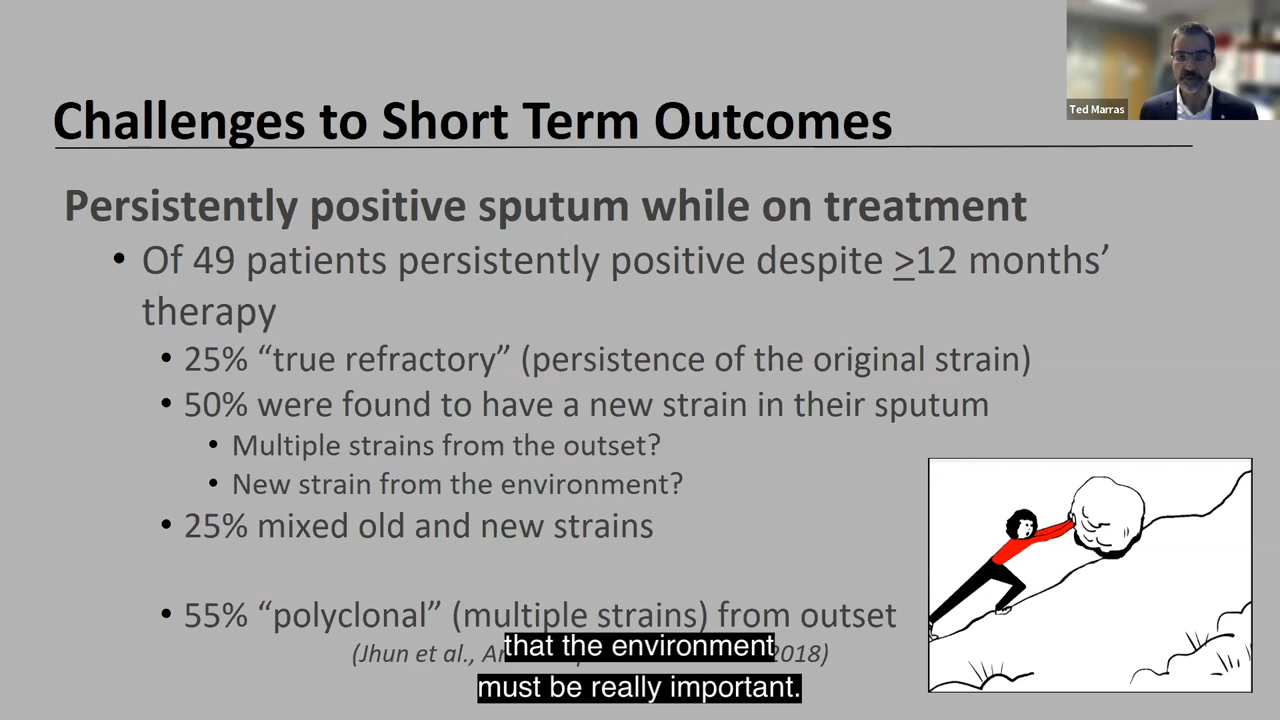 Ted Marras
Challenges to Short Term Outcomes
Persistently positive sputum while on treatment
• Of 49 patients persistently positive despite >12 months’
therapy
• 25% “true refractory” (persistence of the original strain)
• 50% were found to have a new strain in their sputum
• Multiple strains from the outset?
• New strain from the environment?
• 25% mixed old and new strains
• 55% “polyclonal” (multiple strains) from outset
(Jhun et al., 2018)
that the environment
must be really important.